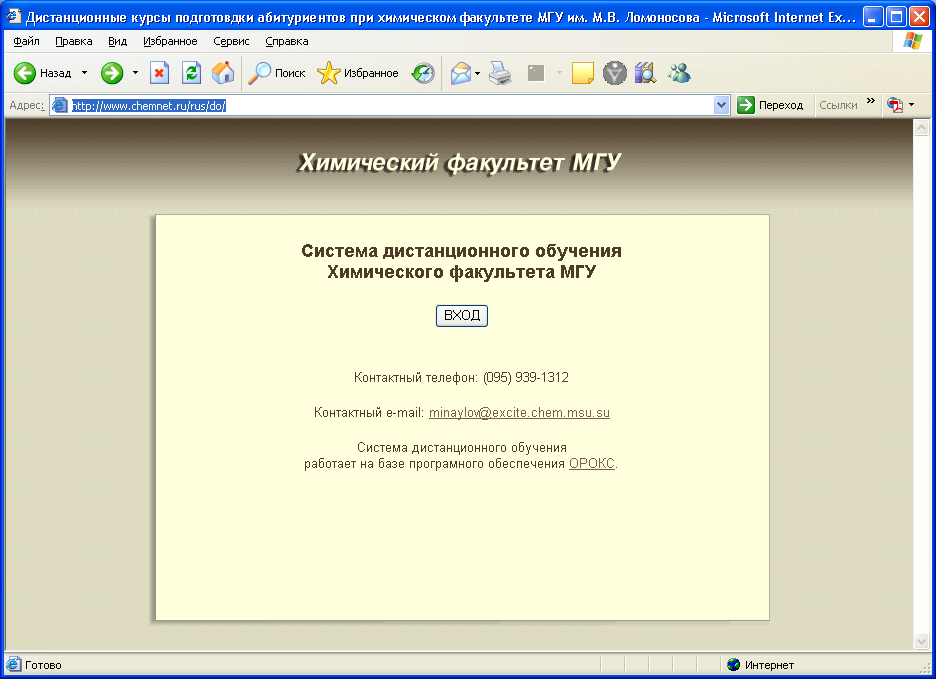 Дистанционные курсы подготовдки абитуриентов при химическом факультете МГУ им. М.В. Ломоносова - Microsoft Internet Ex...
Файл Правка Вид Избранное Сервис Справка
Назад Поиск Избранное
Адрес: http://www.chemnet.ru/rus/do/ Переход Ссылки »
Химический факультет МГУ
Система дистанционного обучения
Химического факультета МГУ
ВХОД
Контактный телефон: (095) 939-1312
Контактный e-mail: minaylov@excite.chem.msu.su
Система дистанционного обучения
работает на базе програмного обеспечения ОРОКС.
Готово Интернет